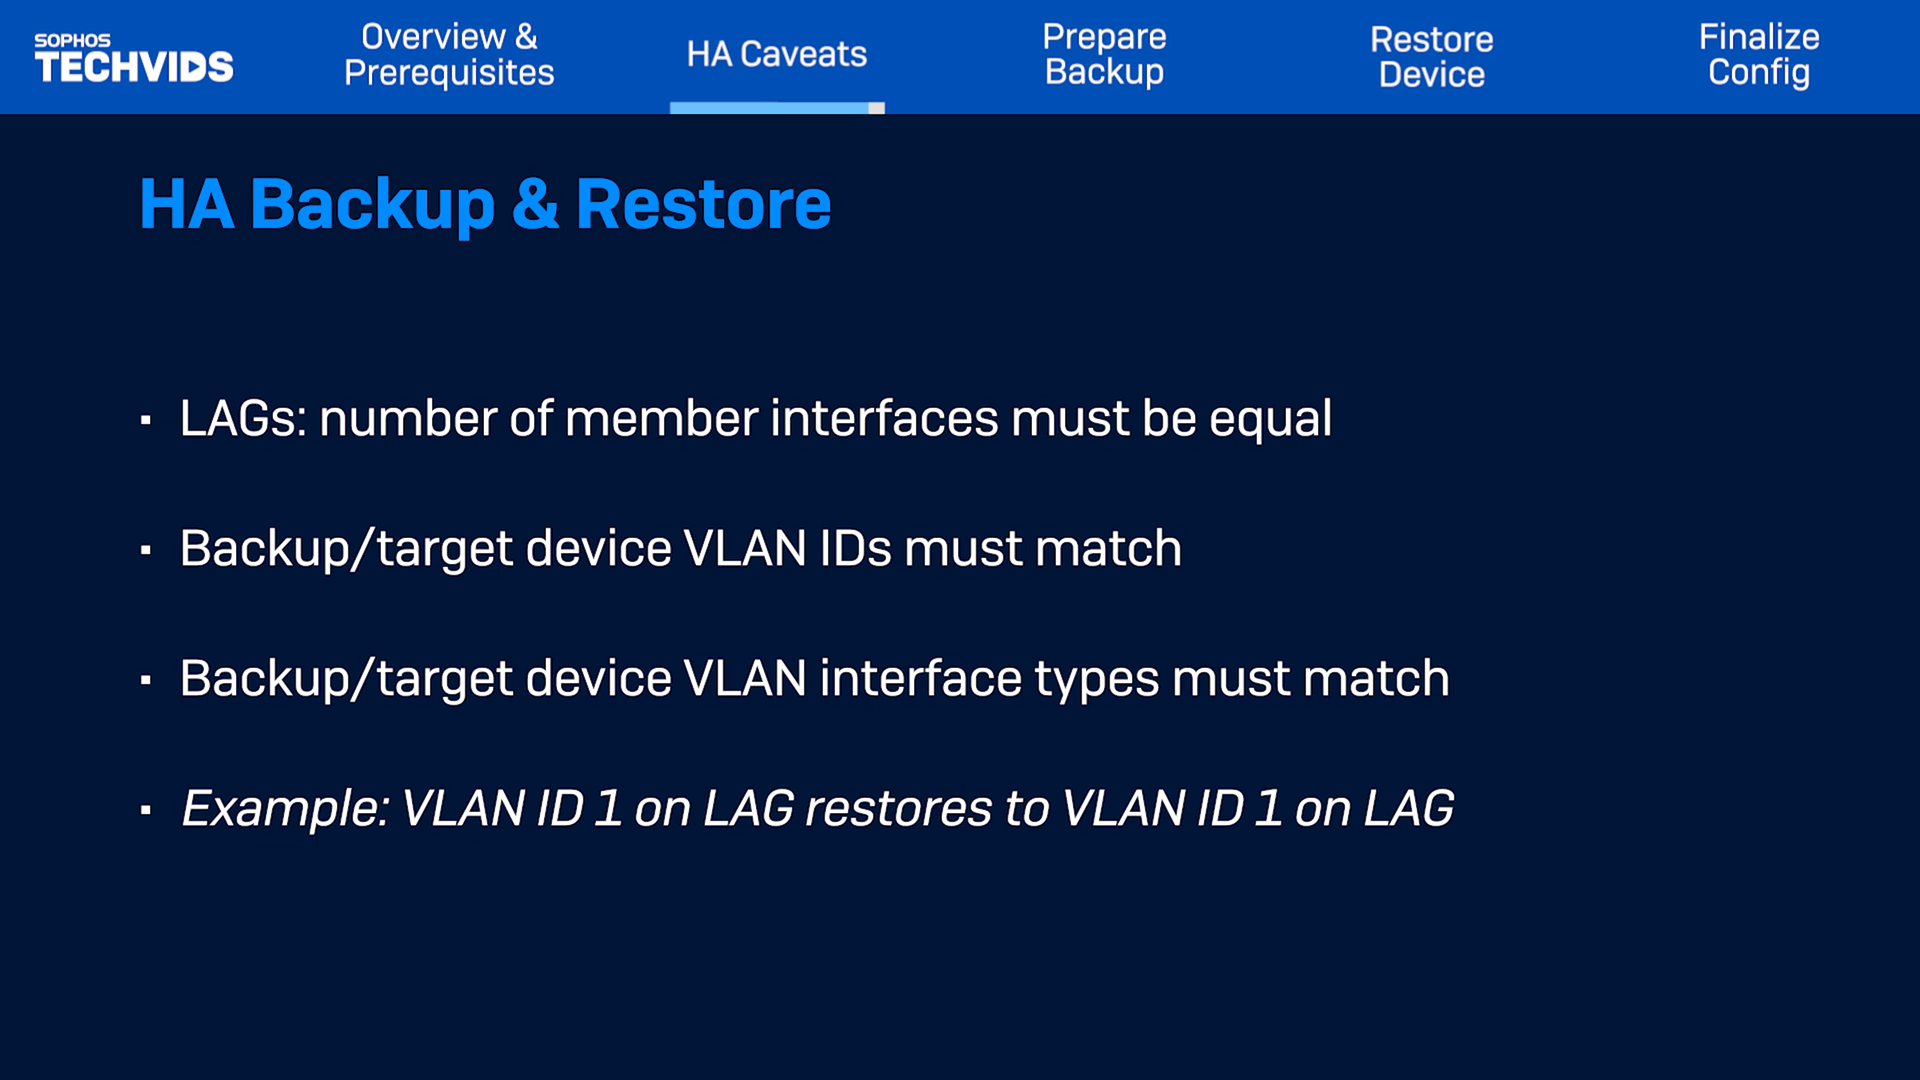 SOPHOS
TECHVIDS
Overview &
Prerequisites
HA Caveats
Prepare
Backup
Restore
Device
Finalize
Config
HA Backup & Restore
▪ LAGs: number of member interfaces must be equal
▪ Backup/target device VLAN IDs must match
▪ Backup/target device VLAN interface types must match
▪ Example: VLAN ID 1 on LAG restores to VLAN ID 1 on LAG